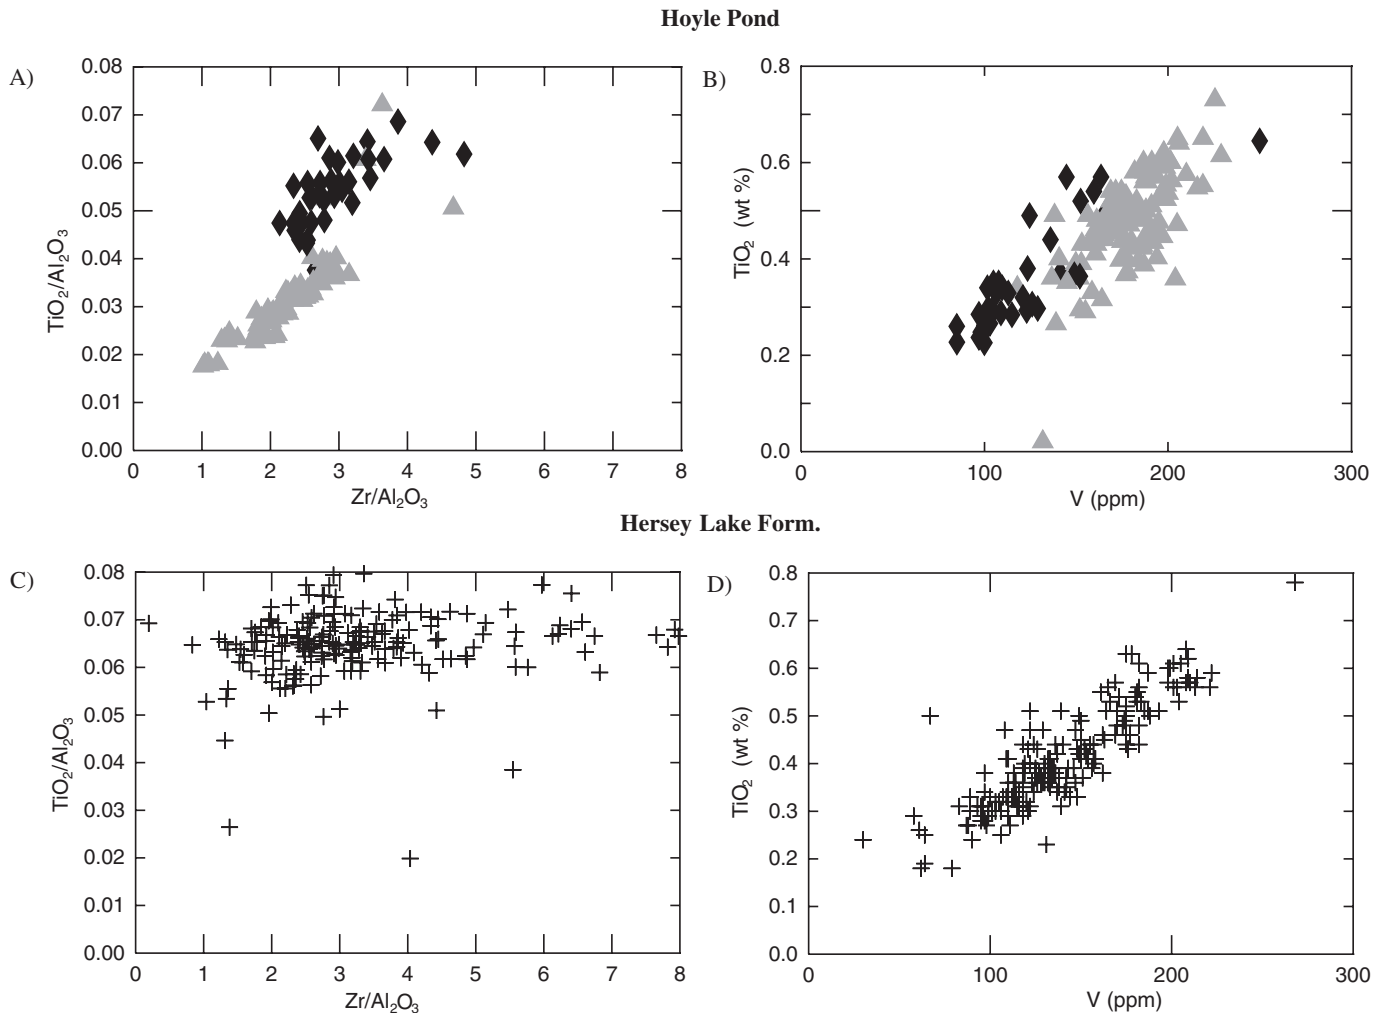 Hoyle Pond
A)
TiO2/Al2O3
0.08
0.07
0.06
0.05
0.04
0.03
0.02
0.01
0.00
0 1 2 3 4 5 6 7 8
Zr/Al2O3
B)
TiO2 (wt %)
0.8
0.6
0.4
0.2
0.0
0 100 200 300
V (ppm)
Hersey Lake Form.
C)
TiO2/Al2O3
0.08
0.07
0.06
0.05
0.04
0.03
0.02
0.01
0.00
0 1 2 3 4 5 6 7 8
Zr/Al2O3
D)
TiO2 (wt %)
0.8
0.7
0.6
0.5
0.4
0.3
0.2
0.1
0.0
0 100 200 300
V (ppm)